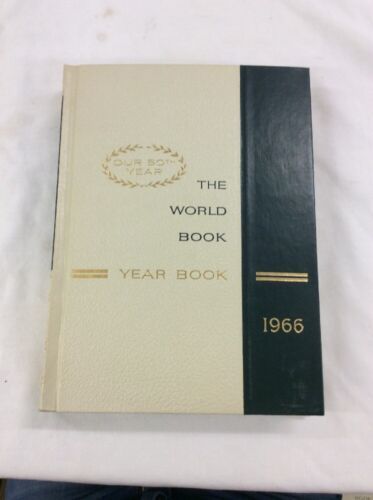 OUR 50TH
YEAR
THE
WORLD
BOOK
YEAR BOOK
1966